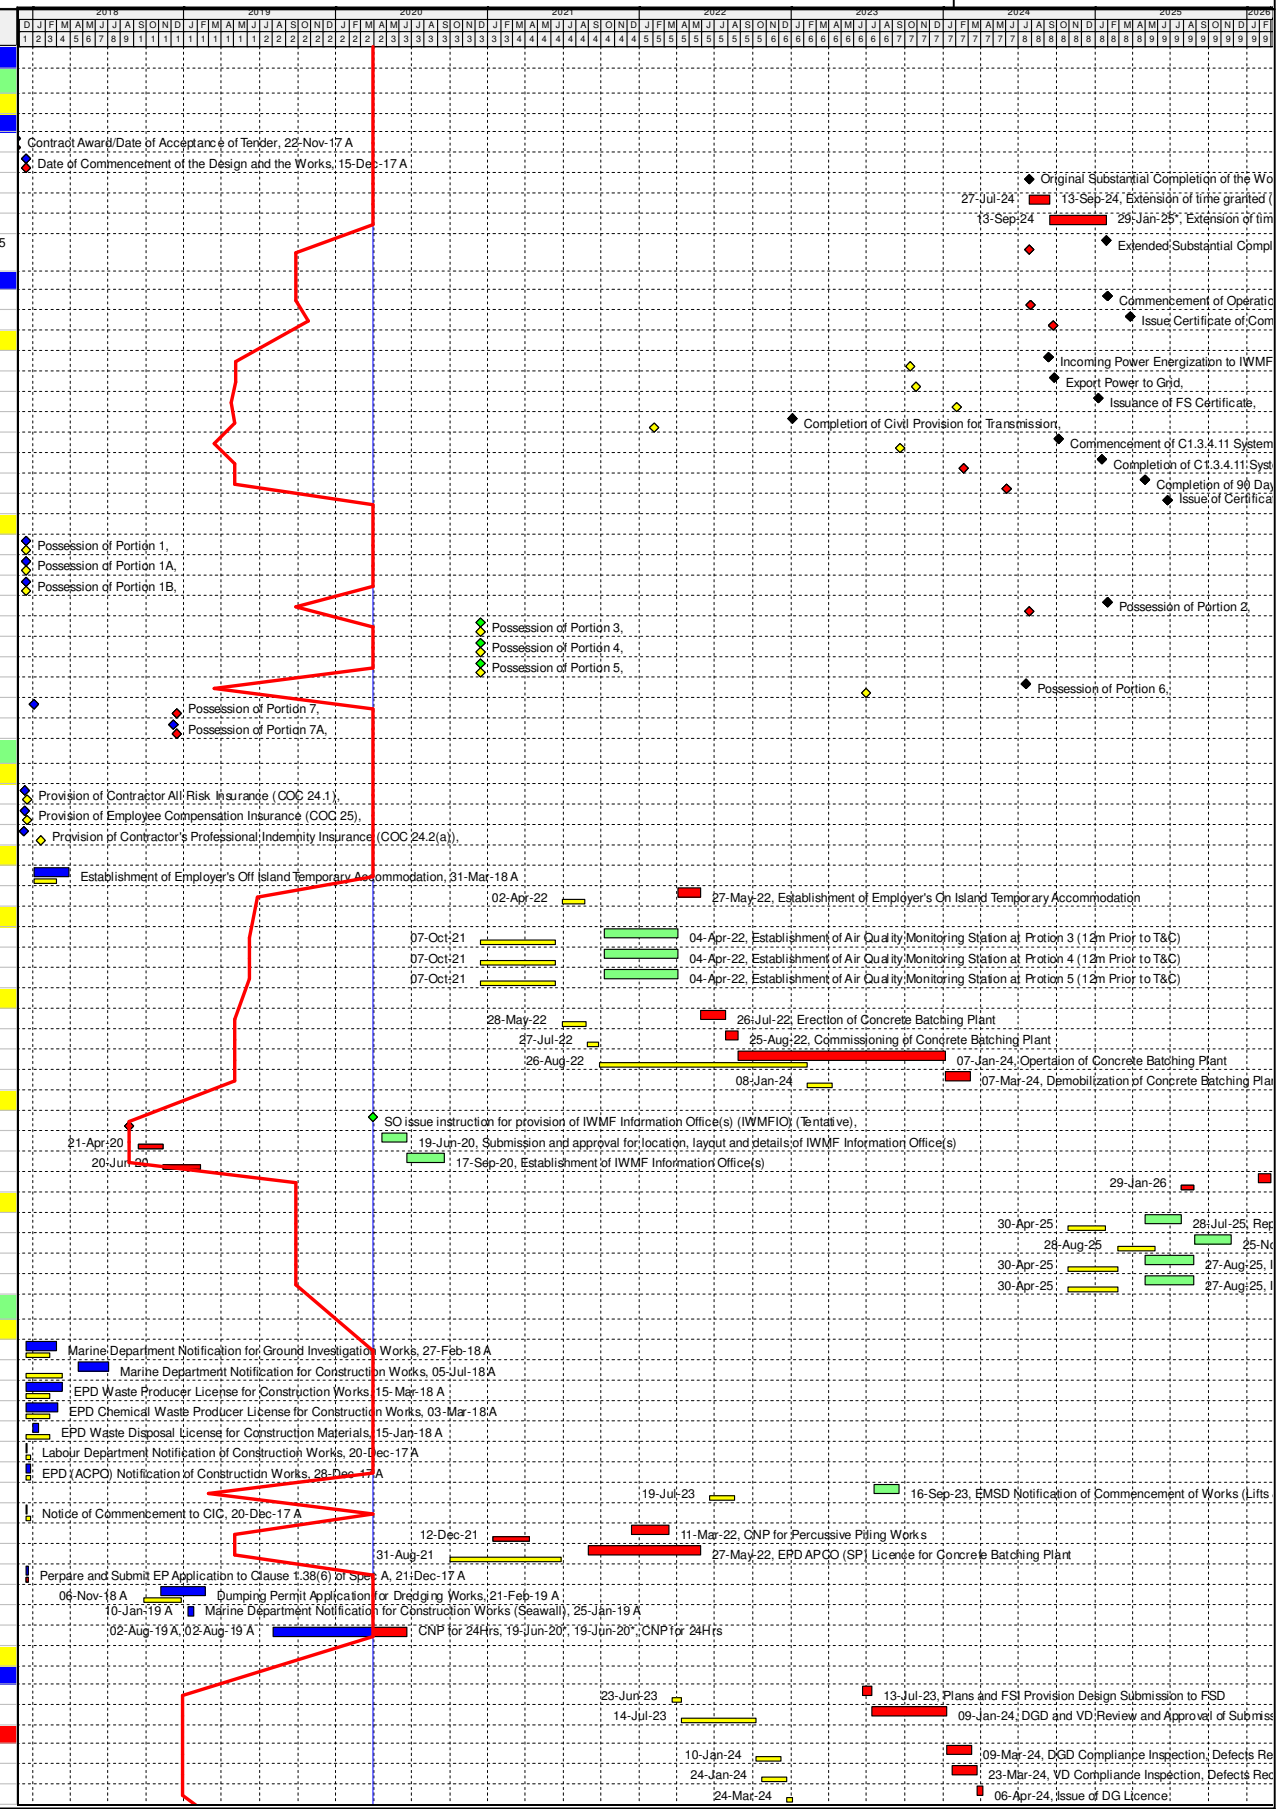 2018 2019 2020 2021 2022 2023 2024 2025 2026
Contract Award/Date of Acceptance of Tender, 22-Nov-17 A
Date of Commencement of the Design and the Works, 15-Dec-17 A
Original Substantial Completion of the Wo
27-Jul-24 13-Sep-24, Extension of time granted (
13-Sep-24 29-Jan-25*, Extension of tim
5
Extended Substantial Compl
Commencement of Operatio
Issue Certificate of Com
Incoming Power Energization to IWMF
Export Power to Grid,
Issuance of FS Certificate,
Completion of Civil Provision for Transmission,
Commencement of C1.3.4.11 System
Completion of C1.3.4.11 Syst
Completion of 90 Day
Issue of Certifica
Possession of Portion 1,
Possession of Portion 1A,
Possession of Portion 1B,
Possession of Portion 2,
Possession of Portion 3,
Possession of Portion 4,
Possession of Portion 5,
Possession of Portion 6,
Possession of Portion 7,
Possession of Portion 7A,
Provision of Contractor All Risk Insurance (COC 24.1),
Provision of Employee Compensation Insurance (COC 25),
Provision of Contractor's Professional Indemnity Insurance (COC 24.2(a)),
Establishment of Employer's Off Island Temporary Accommodation, 31-Mar-18 A
02-Apr-22 27-May-22, Establishment of Employer's On Island Temporary Accommodation
07-Oct-21 04-Apr-22, Establishment of Air Quality Monitoring Station at Protion 3 (12m Prior to T&C)
07-Oct-21 04-Apr-22, Establishment of Air Quality Monitoring Station at Protion 4 (12m Prior to T&C)
07-Oct-21 04-Apr-22, Establishment of Air Quality Monitoring Station at Protion 5 (12m Prior to T&C)
28-May-22 26-Jul-22, Erection of Concrete Batching Plant
27-Jul-22 25-Aug-22, Commissioning of Concrete Batching Plant
26-Aug-22 07-Jan-24, Opertaion of Concrete Batching Plant
08-Jan-24 07-Mar-24, Demobilization of Concrete Batching Plan
SO issue instruction for provision of IWMF Information Office(s) (IWMFIO) (Tentative),
21-Apr-20 19-Jun-20, Submission and approval for location, layout and details of IWMF Information Office(s)
20-Jun-20 17-Sep-20, Establishment of IWMF Information Office(s)
29-Jan-26
30-Apr-25 28-Jul-25, Rep
28-Aug-25 25-No
30-Apr-25 27-Aug-25, I
30-Apr-25 27-Aug-25, I
Marine Department Notification for Ground Investigation Works, 27-Feb-18 A
Marine Department Notification for Construction Works, 05-Jul-18 A
EPD Waste Producer License for Construction Works, 15-Mar-18 A
EPD Chemical Waste Producer License for Construction Works, 03-Mar-18 A
EPD Waste Disposal License for Construction Materials, 15-Jan-18 A
Labour Department Notification of Construction Works, 20-Dec-17 A
EPD (ACPO) Notification of Construction Works, 28-Dec-17 A
19-Jul-23 16-Sep-23, EMSD Notification of Commencement of Works (Lifts
Notice of Commencement to CIC, 20-Dec-17 A
12-Dec-21 11-Mar-22, CNP for Percussive Piling Works
31-Aug-21 27-May-22, EPD APCO (SP) Licence for Concrete Batching Plant
Perpare and Submit EP Application to Clause 1.38(6) of Spec A, 21-Dec-17 A
06-Nov-18 A Dumping Permit Application for Dredging Works, 21-Feb-19 A
10-Jan-19 A Marine Department Notification for Construction Works (Seawall), 25-Jan-19 A
02-Aug-19 A, 02-Aug-19 A CNP for 24Hrs, 19-Jun-20*, 19-Jun-20*, CNP for 24Hrs
23-Jun-23 13-Jul-23, Plans and FSI Provision Design Submission to FSD
14-Jul-23 09-Jan-24, DGD and VD Review and Approval of Submiss
10-Jan-24 09-Mar-24, DGD Compliance Inspection, Defects Re
24-Jan-24 23-Mar-24, VD Compliance Inspection, Defects Rec
24-Mar-24 06-Apr-24, Issue of DG Licence